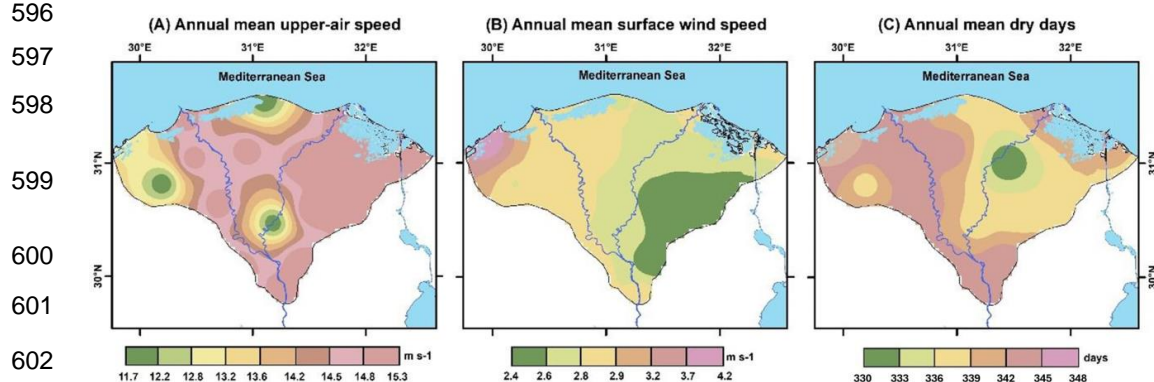 596
597
598
599
600
601
602
(A) Annual mean upper-air speed
30°E 31°E 32°E
Mediterranean Sea
31°N
30°N
m s-1
11.7 12.2 12.8 13.2 13.6 14.2 14.5 14.8 15.3
(B) Annual mean surface wind speed
30°E 31°E 32°E
Mediterranean Sea
m s-1
2.4 2.6 2.8 2.9 3.2 3.7 4.2
(C) Annual mean dry days
30°E 31°E 32°E
Mediterranean Sea
31°N
30°N
days
330 333 336 339 342 345 348